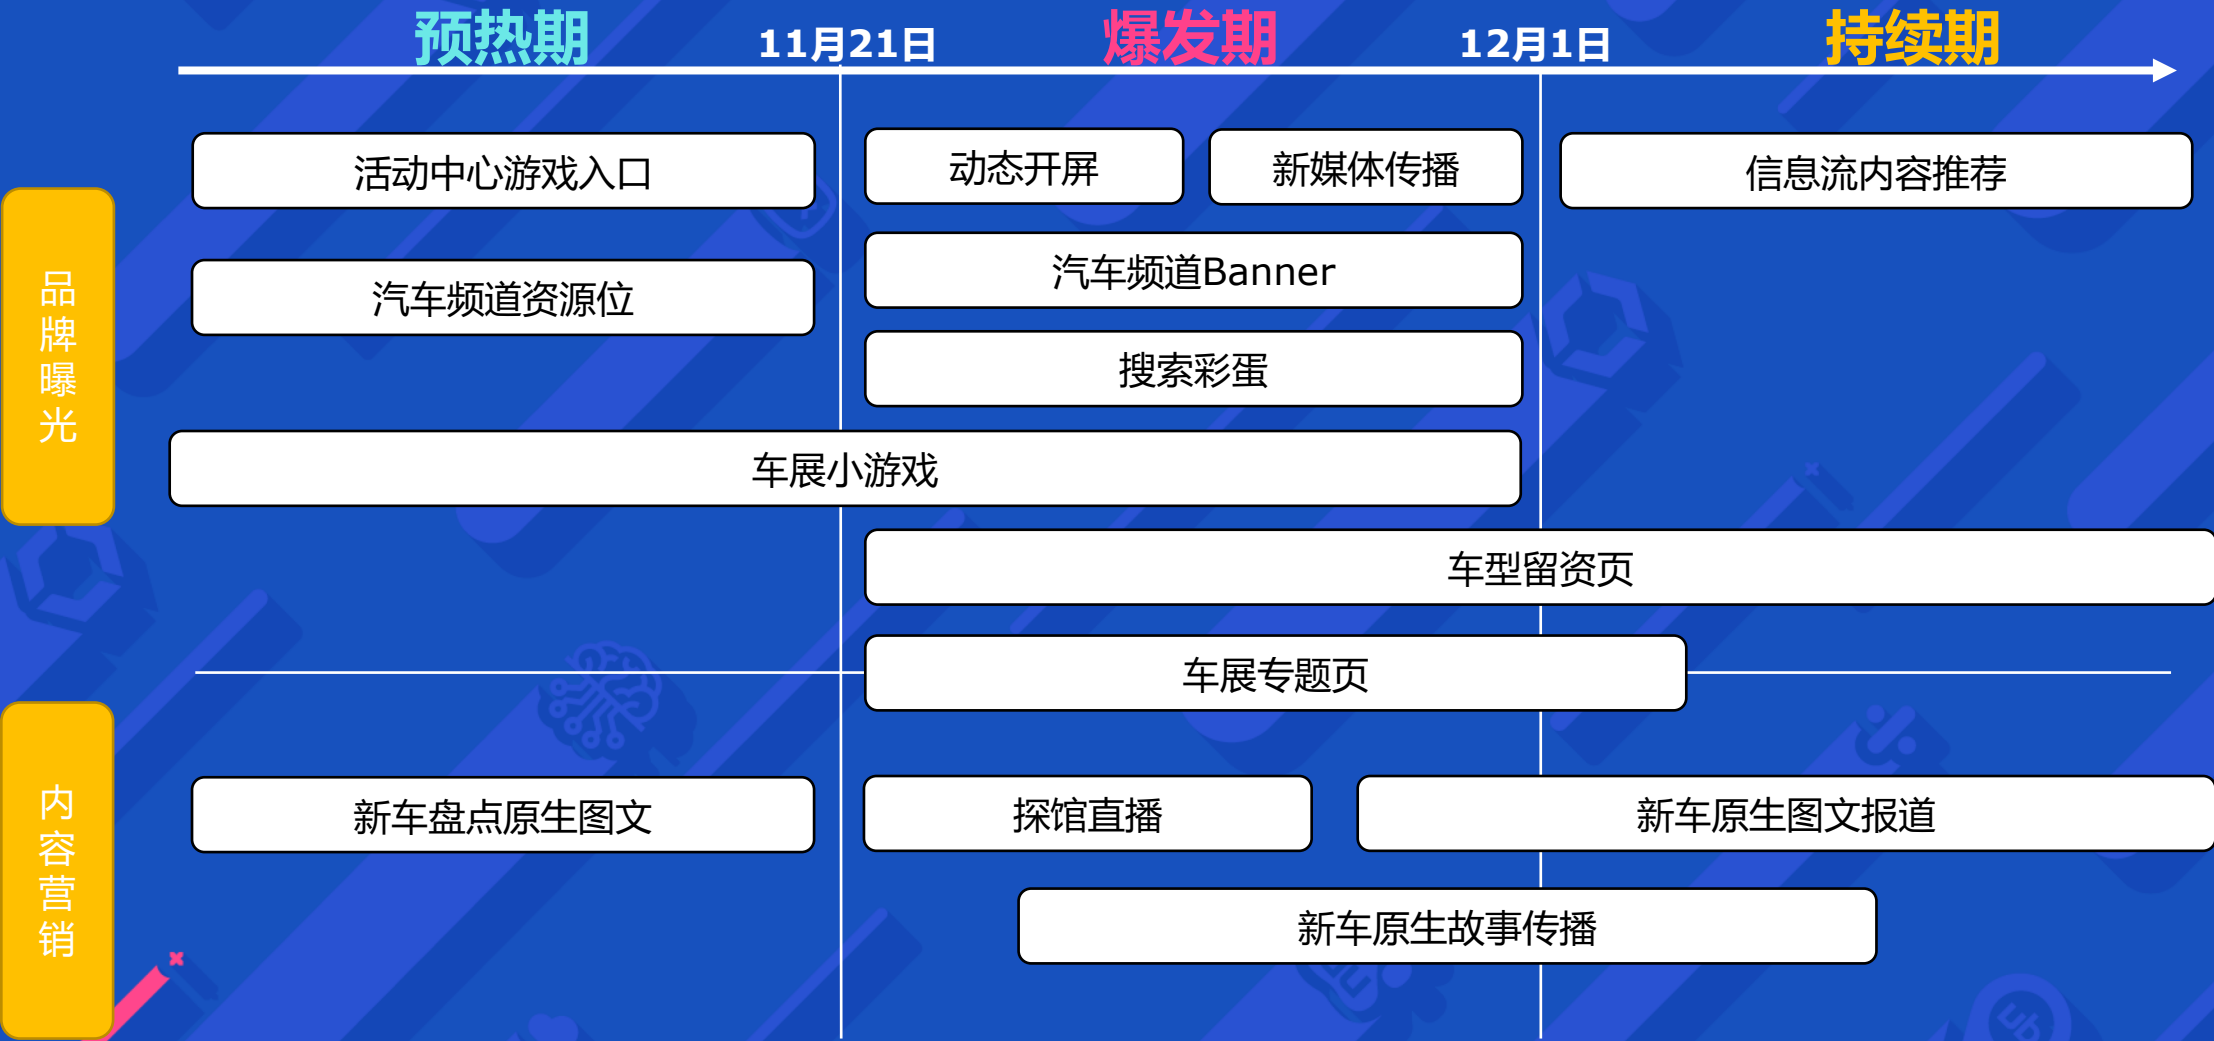 预热期
11月21日
爆发期
12月1日
持续期
品牌曝光
活动中心游戏入口
动态开屏
新媒体传播
信息流内容推荐
汽车频道资源位
汽车频道Banner
搜索彩蛋
车展小游戏
车型留资页
车展专题页
内容营销
新车盘点原生图文
探馆直播
新车原生图文报道
新车原生故事传播